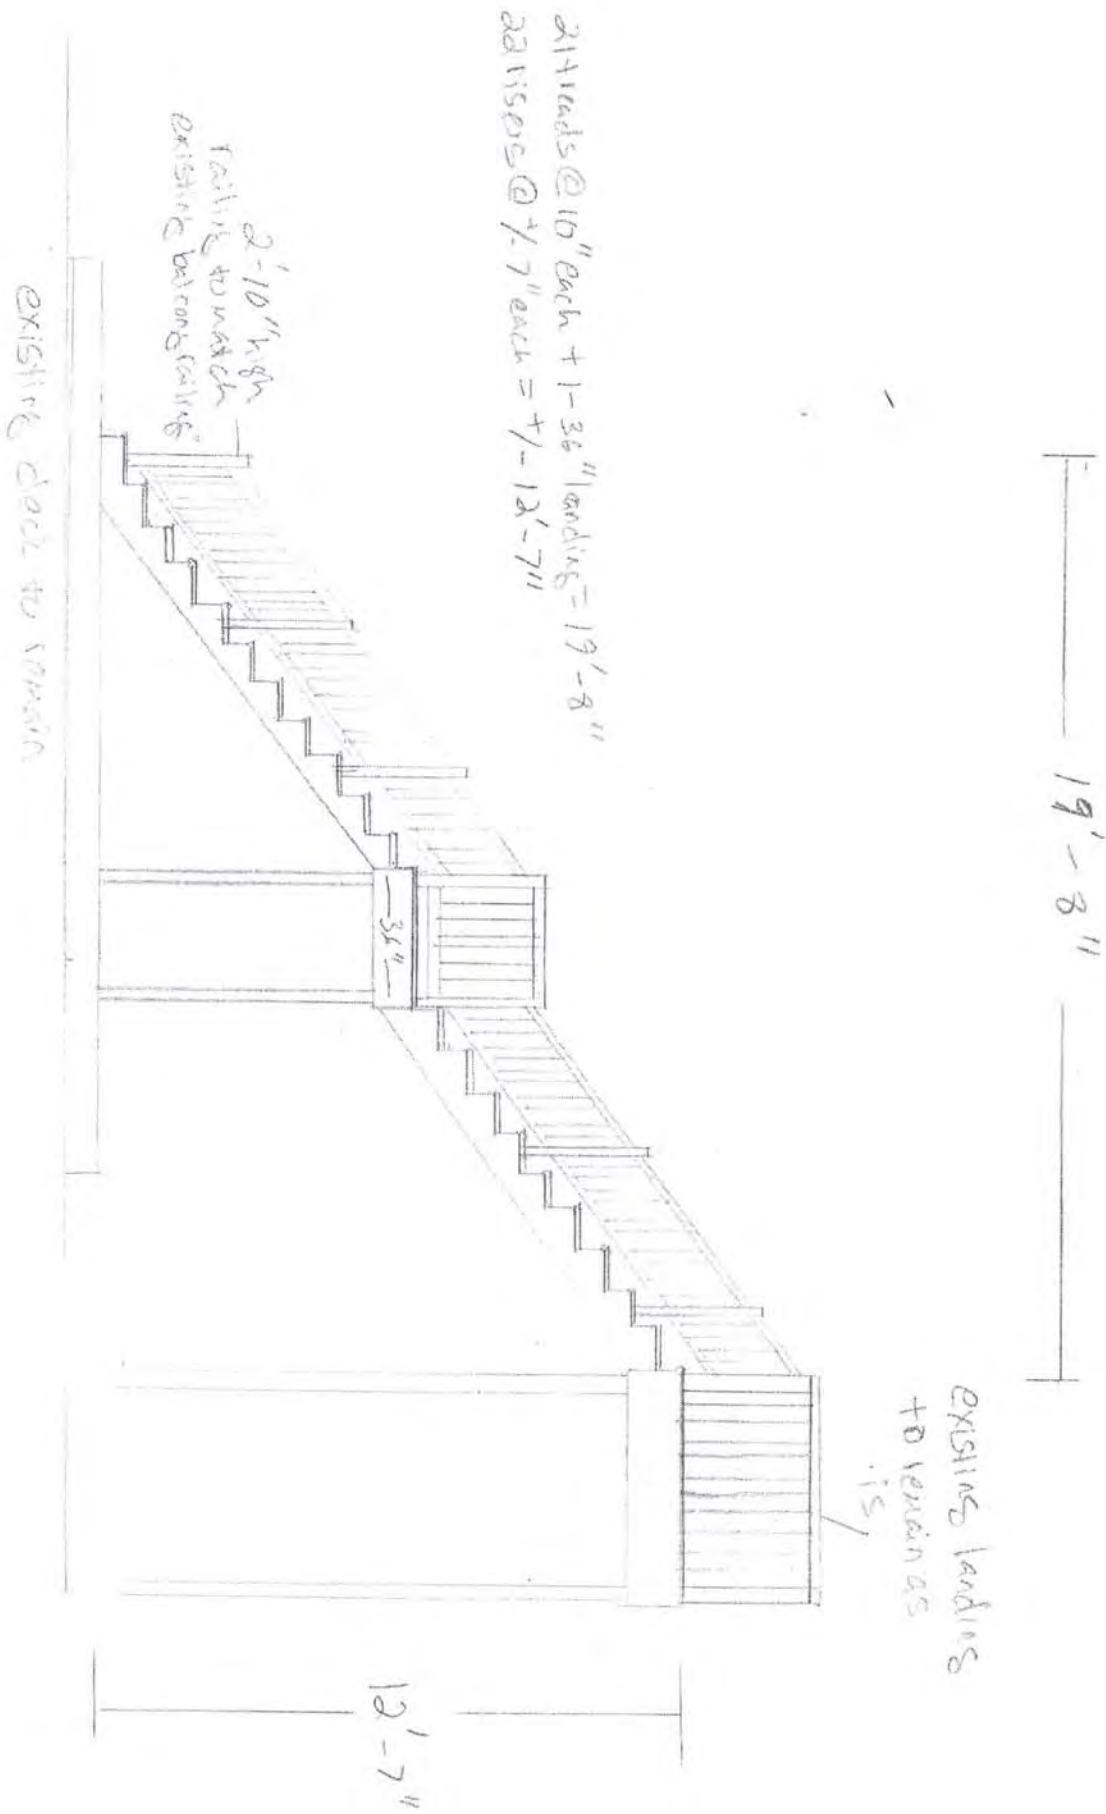 19'-8"
existing landing
to remain as
is
21 treads @ 10" each + 1-36" landing = 19'-8"
22 risers @ +/- 7" each = +/- 12'-7"
2'-10" high
railing to match
existing balcony railing
36"
12'-7"
existing deck to remain